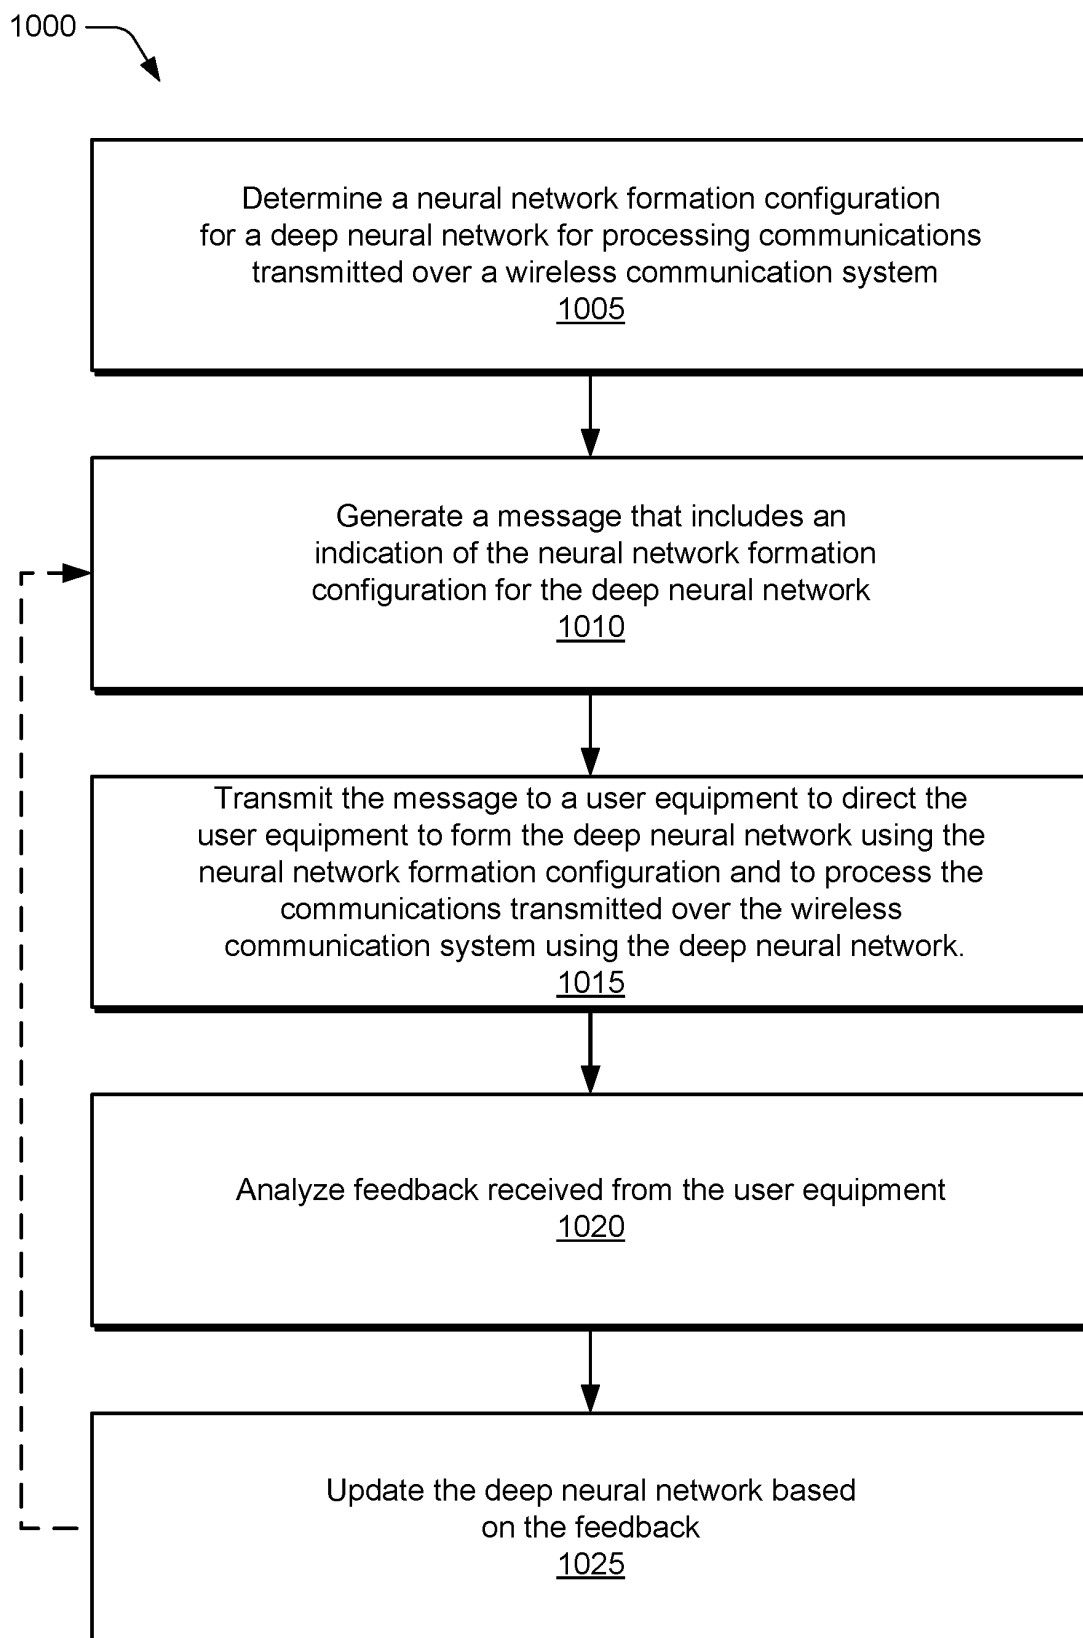 1000
Determine a neural network formation configuration
for a deep neural network for processing communications
transmitted over a wireless communication system
1005
Generate a message that includes an
indication of the neural network formation
configuration for the deep neural network
1010
Transmit the message to a user equipment to direct the
user equipment to form the deep neural network using the
neural network formation configuration and to process the
communications transmitted over the wireless
communication system using the deep neural network.
1015
Analyze feedback received from the user equipment
1020
Update the deep neural network based
on the feedback
1025